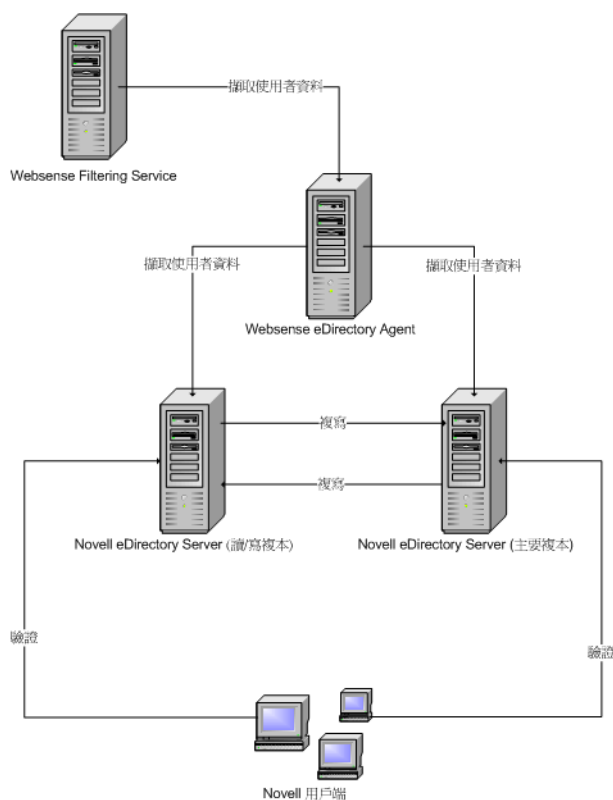 擷取使用者資料
Websense Filtering Service
擷取使用者資料
擷取使用者資料
Websense eDirectory Agent
複寫
複寫
Novell eDirectory Server (讀/寫複本)
Novell eDirectory Server (主要複本)
驗證
驗證
Novell 用戶端